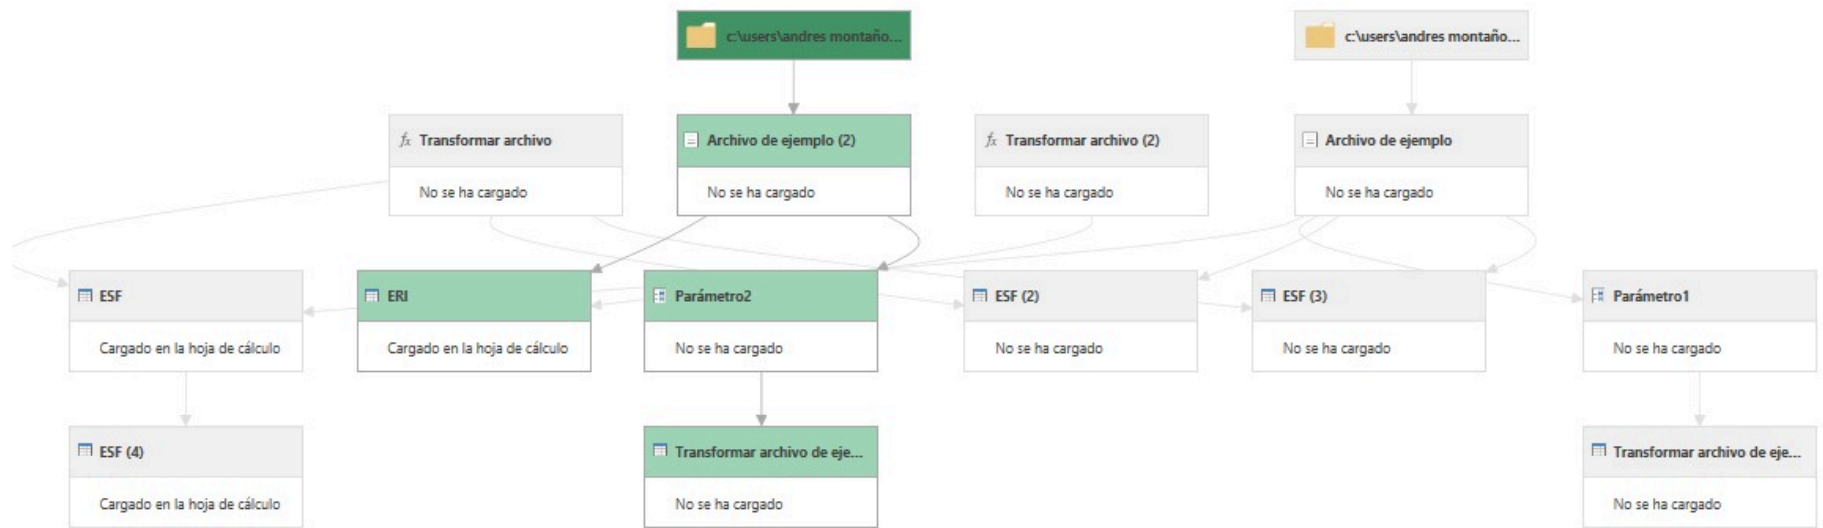 c:\users\andres montaño...
c:\users\andres montaño...
fx Transformar archivo
Archivo de ejemplo (2)
fx Transformar archivo (2)
Archivo de ejemplo
No se ha cargado
No se ha cargado
No se ha cargado
No se ha cargado
ESF
ERI
Parámetro2
ESF (2)
ESF (3)
Parámetro1
Cargado en la hoja de cálculo
Cargado en la hoja de cálculo
No se ha cargado
No se ha cargado
No se ha cargado
No se ha cargado
ESF (4)
Transformar archivo de eje...
Transformar archivo de eje...
Cargado en la hoja de cálculo
No se ha cargado
No se ha cargado